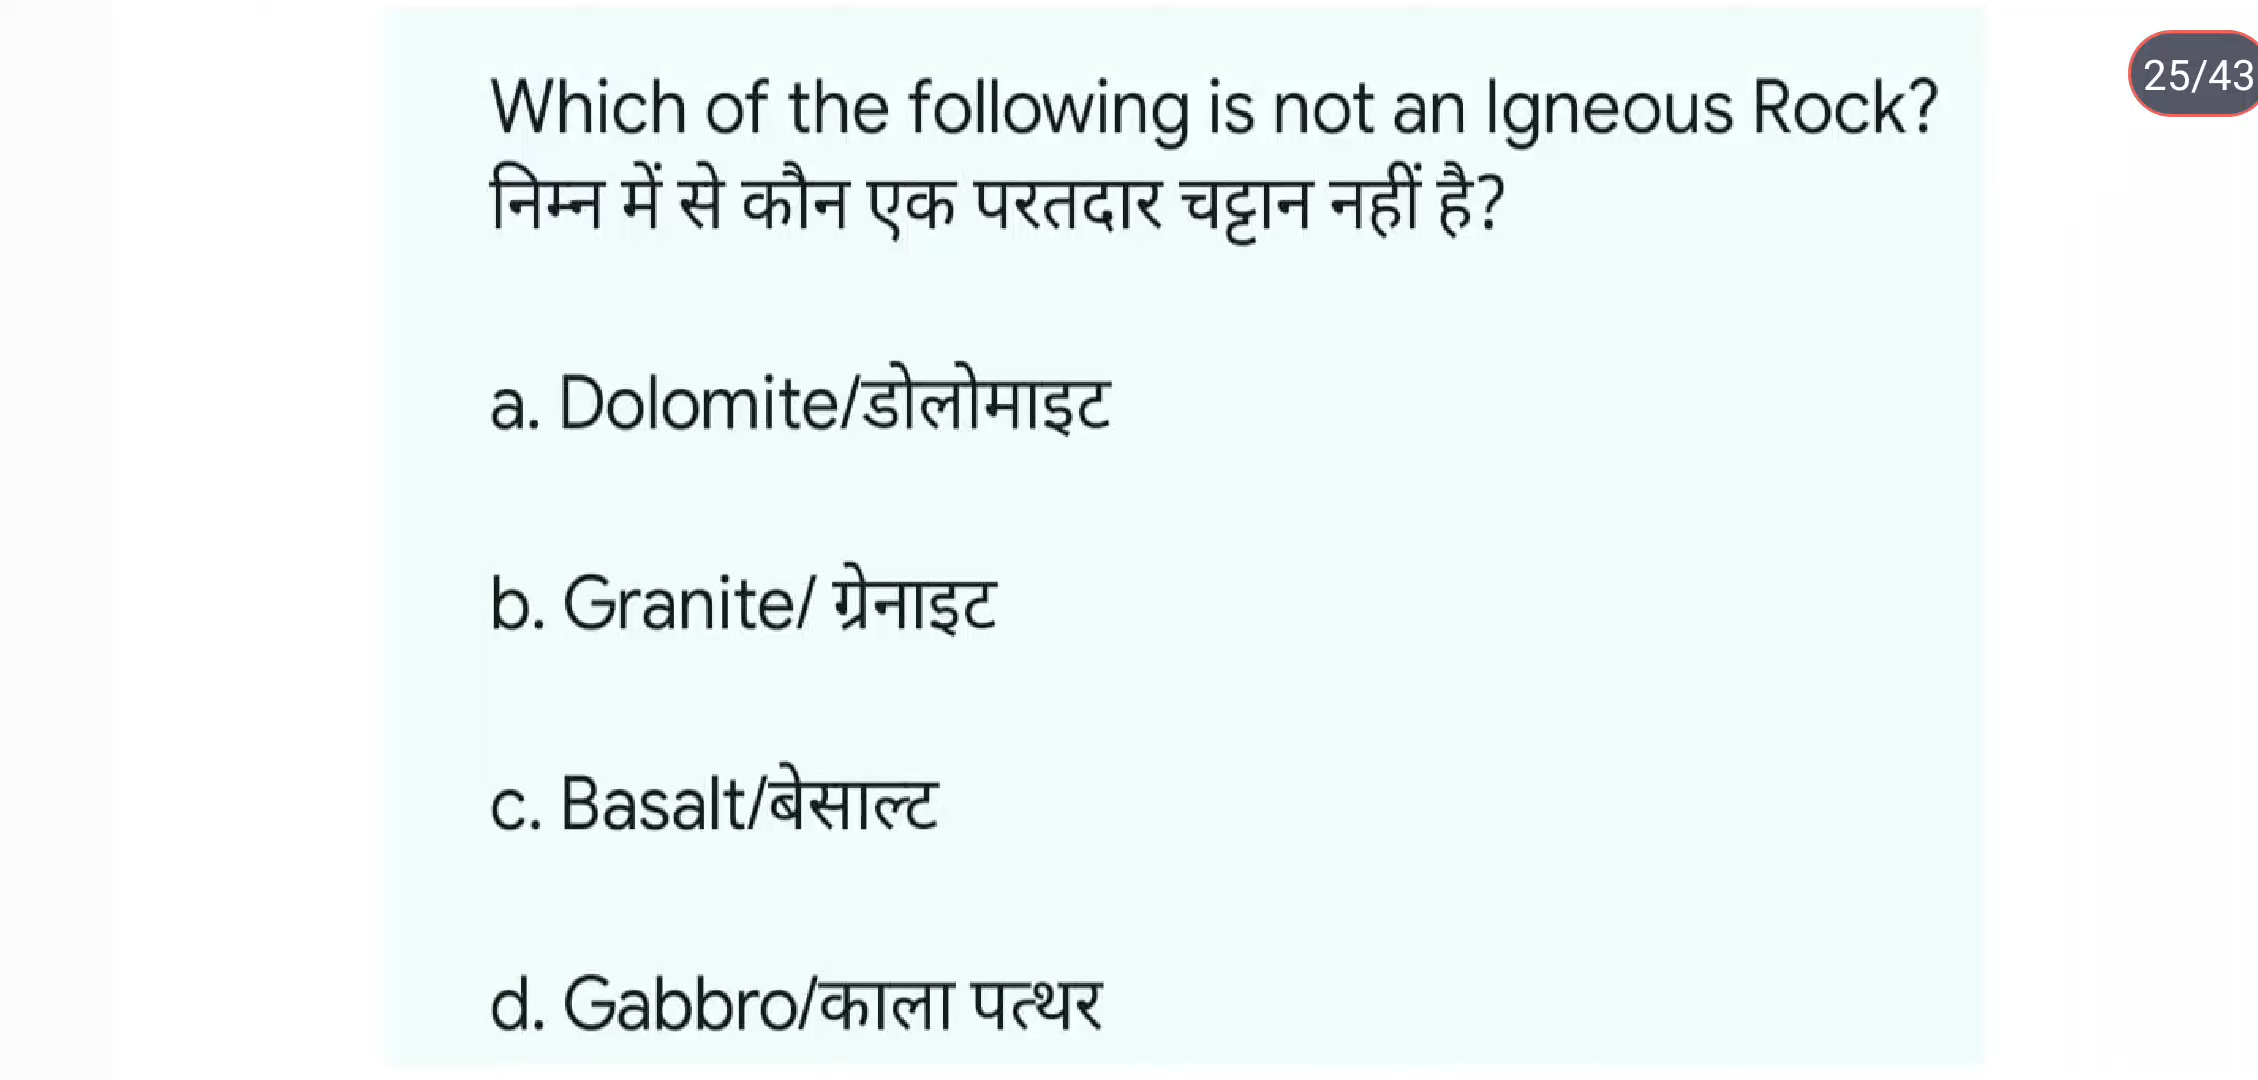 Which of the following is not an Igneous Rock?
25/43
निम्न में से कौन एक परतदार चट्टान नहीं है?
a. Dolomite/डोलोमाइट
b. Granite/ ग्रेनाइट
c. Basalt/बेसाल्ट
d. Gabbro/काला पत्थर